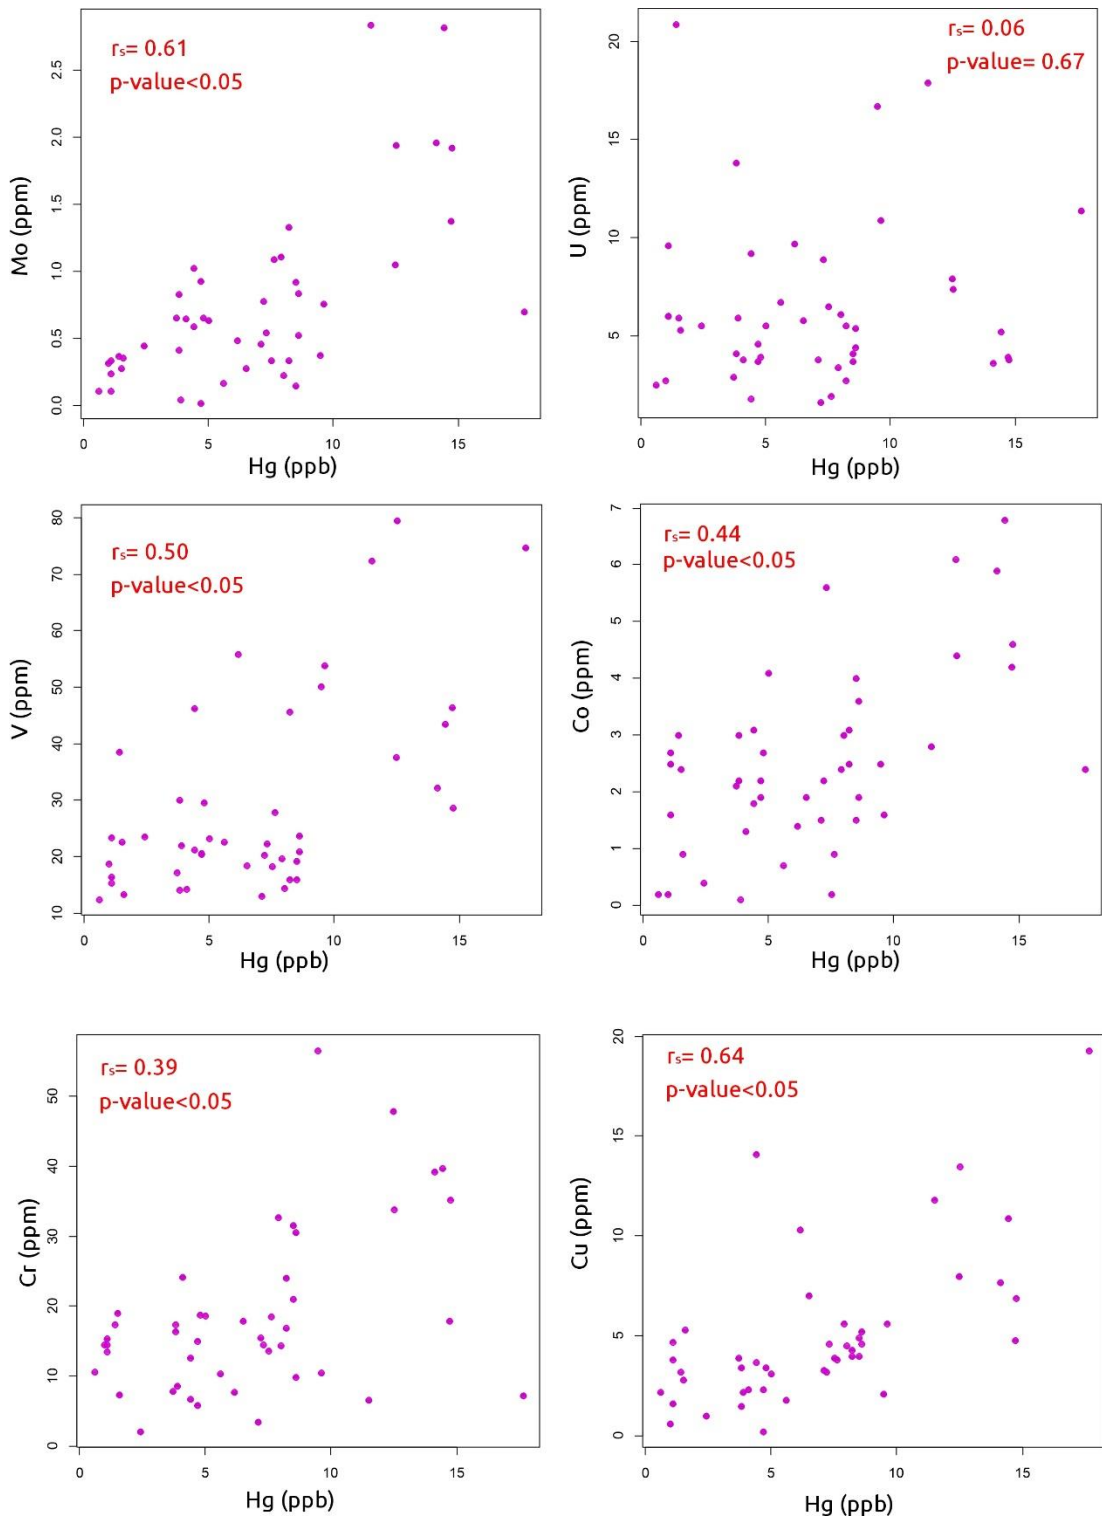 rs= 0.61
p-value<0.05
Mo (ppm)
0.0 0.5 1.0 1.5 2.0 2.5
0 5 10 15
Hg (ppb)
rs= 0.06
p-value= 0.67
U (ppm)
5 10 15 20
0 5 10 15
Hg (ppb)
rs= 0.50
p-value<0.05
V (ppm)
10 20 30 40 50 60 70 80
0 5 10 15
Hg (ppb)
rs= 0.44
p-value<0.05
Co (ppm)
0 1 2 3 4 5 6 7
0 5 10 15
Hg (ppb)
rs= 0.39
p-value<0.05
Cr (ppm)
0 10 20 30 40 50
0 5 10 15
Hg (ppb)
rs= 0.64
p-value<0.05
Cu (ppm)
0 5 10 15 20
0 5 10 15
Hg (ppb)